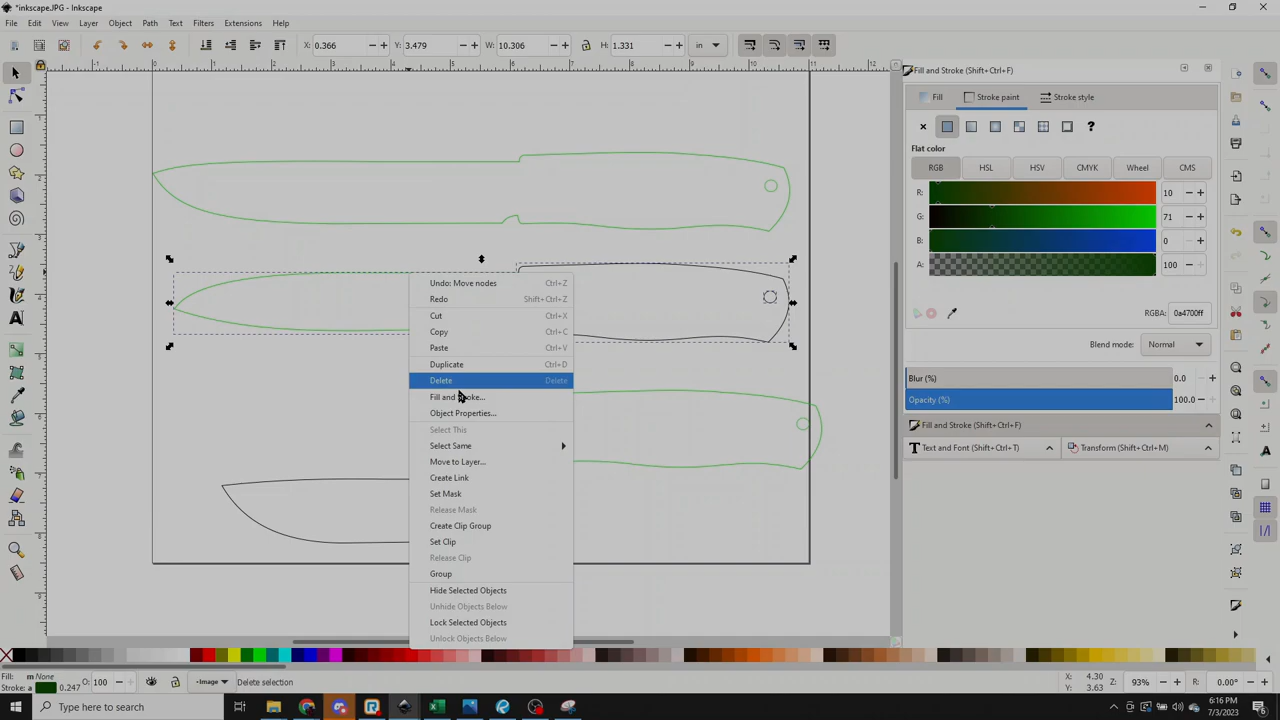 *inkscape.JPG - Inkscape
File Edit View Layer Object Path Text Filters Extensions Help
X: 0.366 Y: 3.479 W: 10.306 H: 1.331 in
Fill and Stroke (Shift+Ctrl+F)
Fill Stroke paint Stroke style
?
Flat color
RGB HSL HSV CMYK Wheel CMS
R: 10
G: 71
B: 0
A: 100
RGBA: 0a4700ff
Blend mode: Normal
Blur (%) 0.0
Opacity (%) 100.0
Fill and Stroke (Shift+Ctrl+F)
Text and Font (Shift+Ctrl+T) Transform (Shift+Ctrl+M)
Undo: Move nodes Ctrl+Z
Redo Shift+Ctrl+Z
Cut Ctrl+X
Copy Ctrl+C
Paste Ctrl+V
Duplicate Ctrl+D
Delete Delete
Fill and Stroke...
Object Properties...
Select This
Select Same
Move to Layer...
Create Link
Set Mask
Release Mask
Create Clip Group
Set Clip
Release Clip
Group
Hide Selected Objects
Unhide Objects Below
Lock Selected Objects
Unlock Objects Below
Fill: m None
Stroke: a 0.247 O: 100 -Image Delete selection
X: 4.30
Y: 3.63
Z: 93% R: 0.00°
Type here to search
6:16 PM
7/3/2023